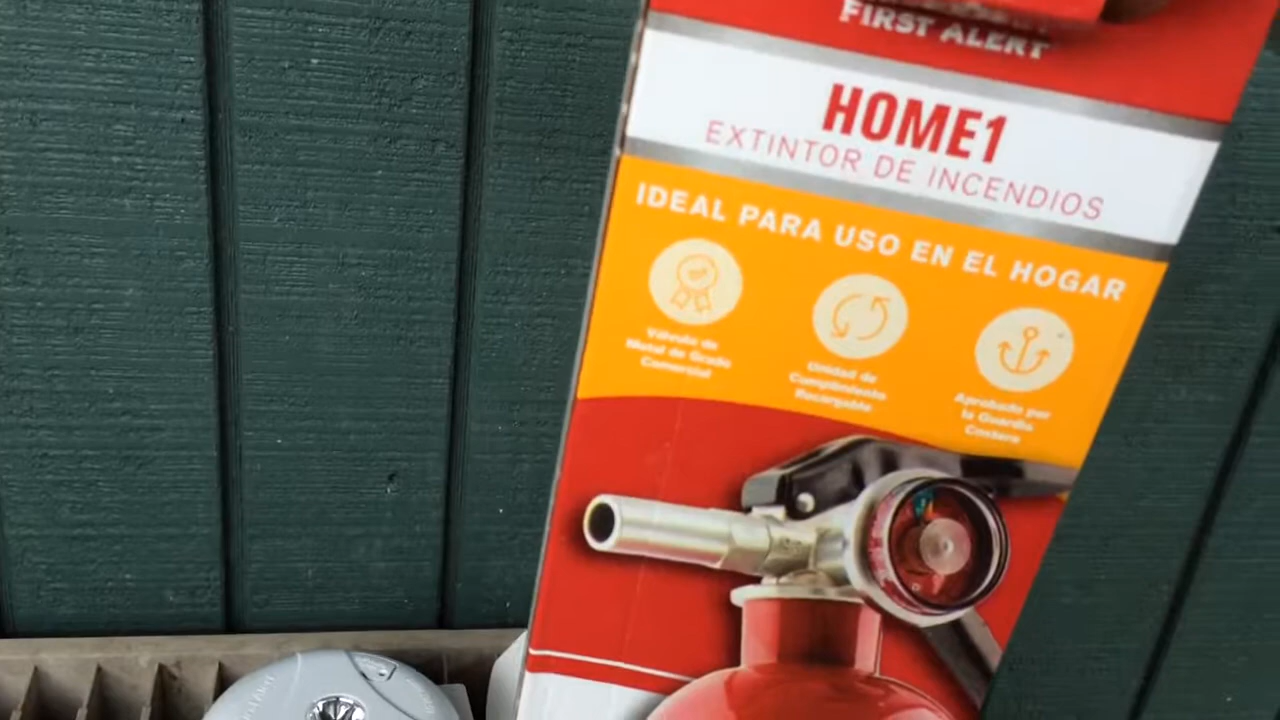 FIRST ALERT
HOME1
EXTINTOR DE INCENDIOS
IDEAL PARA USO EN EL HOGAR
Válvula de
Metal de Grado
Comercial
Unidad de
Cumplimiento
Recargable
Aprobado por
la Guardia
Costera